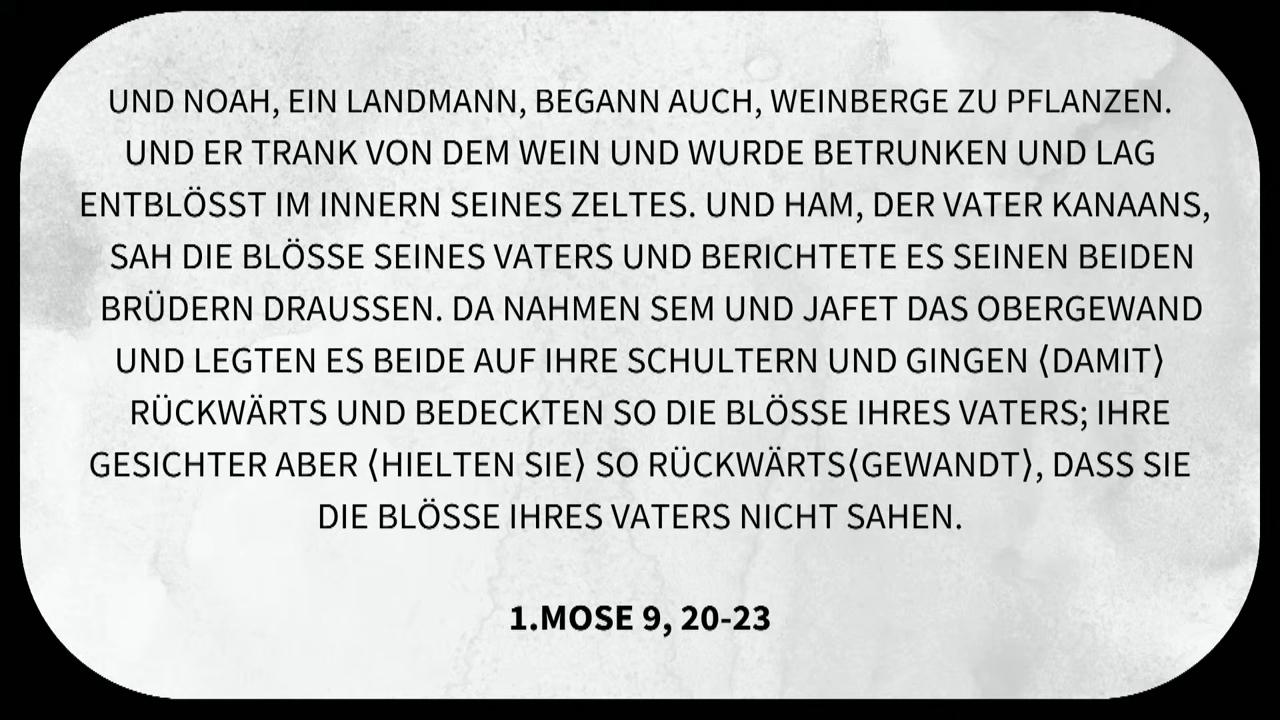 UND NOAH, EIN LANDMANN, BEGANN AUCH, WEINBERGE ZU PFLANZEN.
UND ER TRANK VON DEM WEIN UND WURDE BETRUNKEN UND LAG
ENTBLÖSST IM INNERN SEINES ZELTES. UND HAM, DER VATER KANAANS,
SAH DIE BLÖSSE SEINES VATERS UND BERICHTETE ES SEINEN BEIDEN
BRÜDERN DRAUSSEN. DA NAHMEN SEM UND JAFET DAS OBERGEWAND
UND LEGTEN ES BEIDE AUF IHRE SCHULTERN UND GINGEN ⟨DAMIT⟩
RÜCKWÄRTS UND BEDECKTEN SO DIE BLÖSSE IHRES VATERS; IHRE
GESICHTER ABER ⟨HIELTEN SIE⟩ SO RÜCKWÄRTS⟨GEWANDT⟩, DASS SIE
DIE BLÖSSE IHRES VATERS NICHT SAHEN.
1.MOSE 9, 20-23